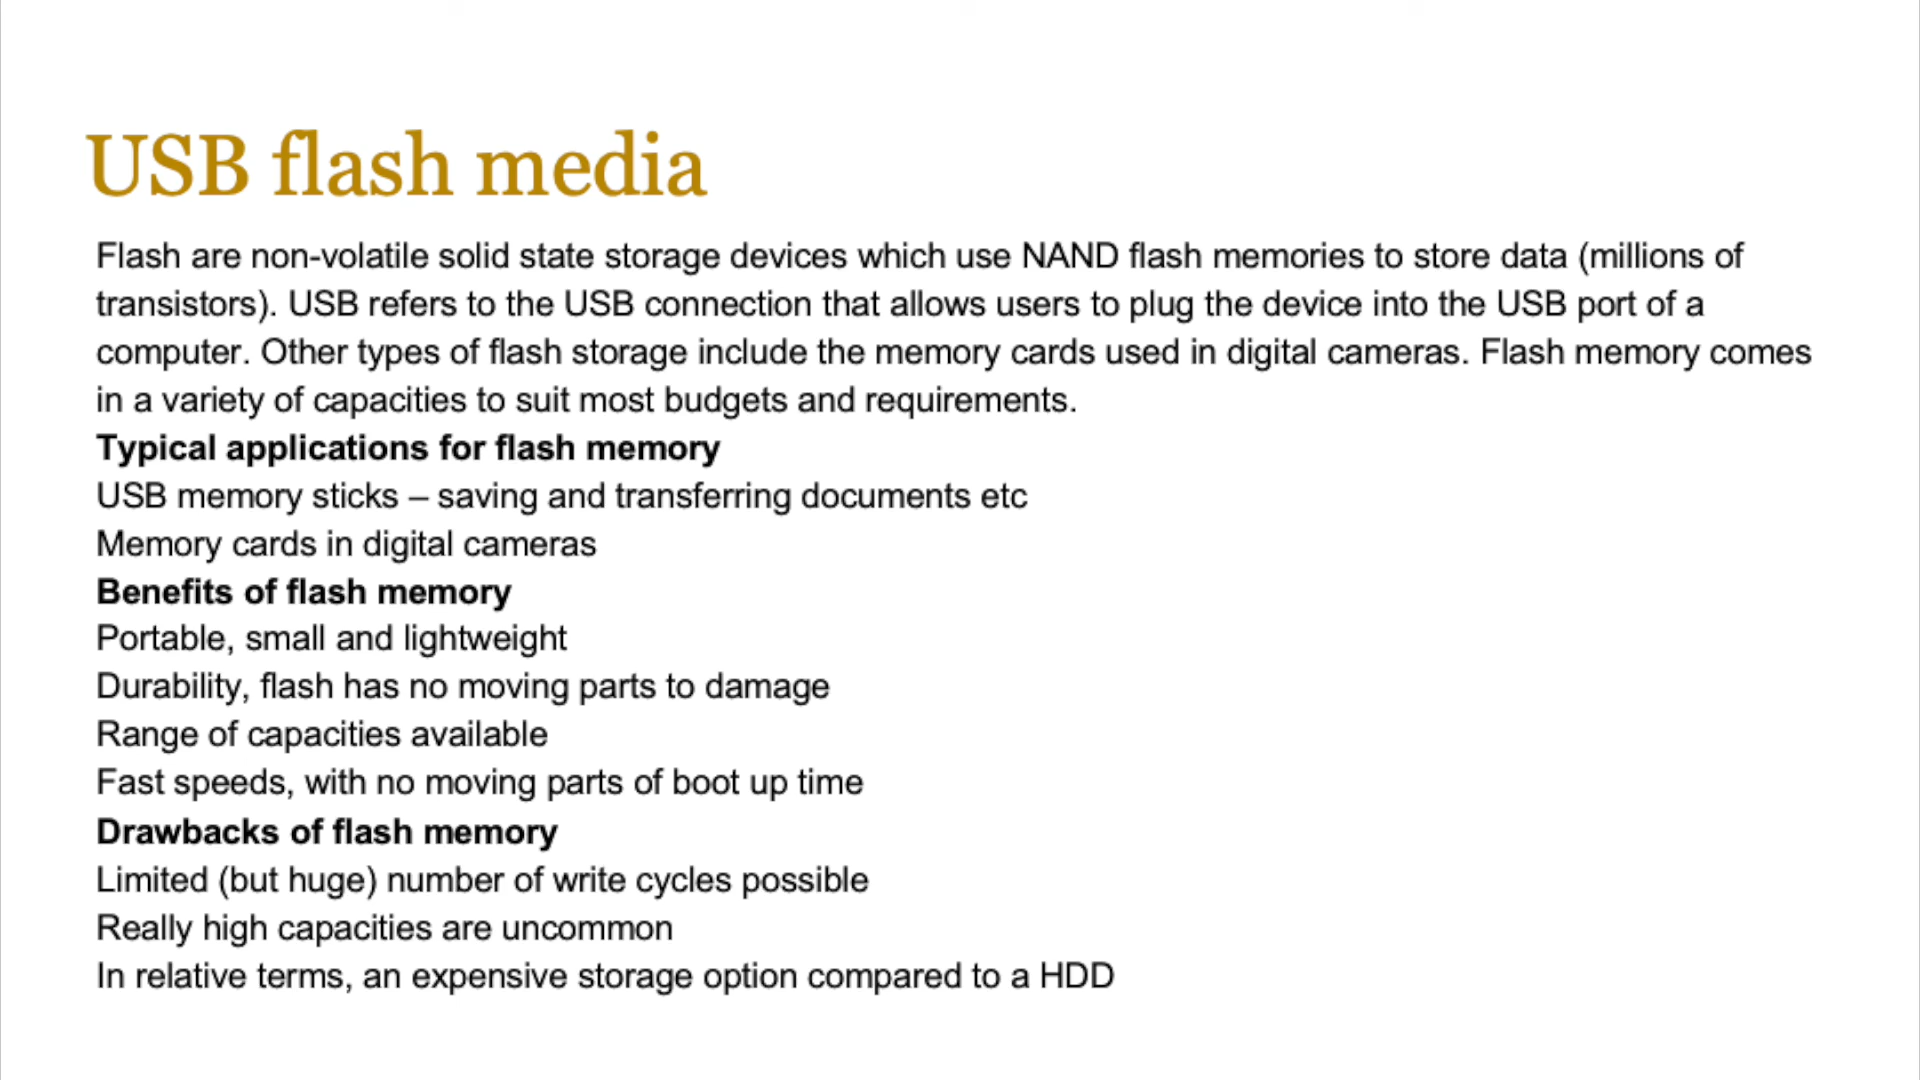 USB flash media
Flash are non-volatile solid state storage devices which use NAND flash memories to store data (millions of
transistors). USB refers to the USB connection that allows users to plug the device into the USB port of a
computer. Other types of flash storage include the memory cards used in digital cameras. Flash memory comes
in a variety of capacities to suit most budgets and requirements.
Typical applications for flash memory
USB memory sticks – saving and transferring documents etc
Memory cards in digital cameras
Benefits of flash memory
Portable, small and lightweight
Durability, flash has no moving parts to damage
Range of capacities available
Fast speeds, with no moving parts of boot up time
Drawbacks of flash memory
Limited (but huge) number of write cycles possible
Really high capacities are uncommon
In relative terms, an expensive storage option compared to a HDD